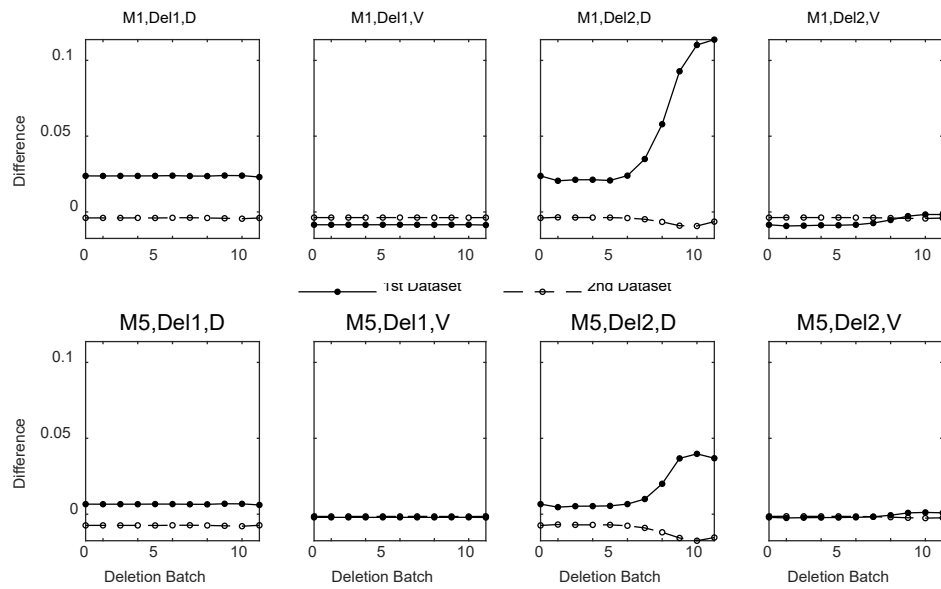 M1,Del1,D
M1,Del1,V
M1,Del2,D
M1,Del2,V
0.1
0.05
0
Difference
0 5 10
0 5 10
0 5 10
0 5 10
1st Dataset
2nd Dataset
M5,Del1,D
M5,Del1,V
M5,Del2,D
M5,Del2,V
0.1
0.05
0
Difference
0 5 10
0 5 10
0 5 10
0 5 10
Deletion Batch
Deletion Batch
Deletion Batch
Deletion Batch